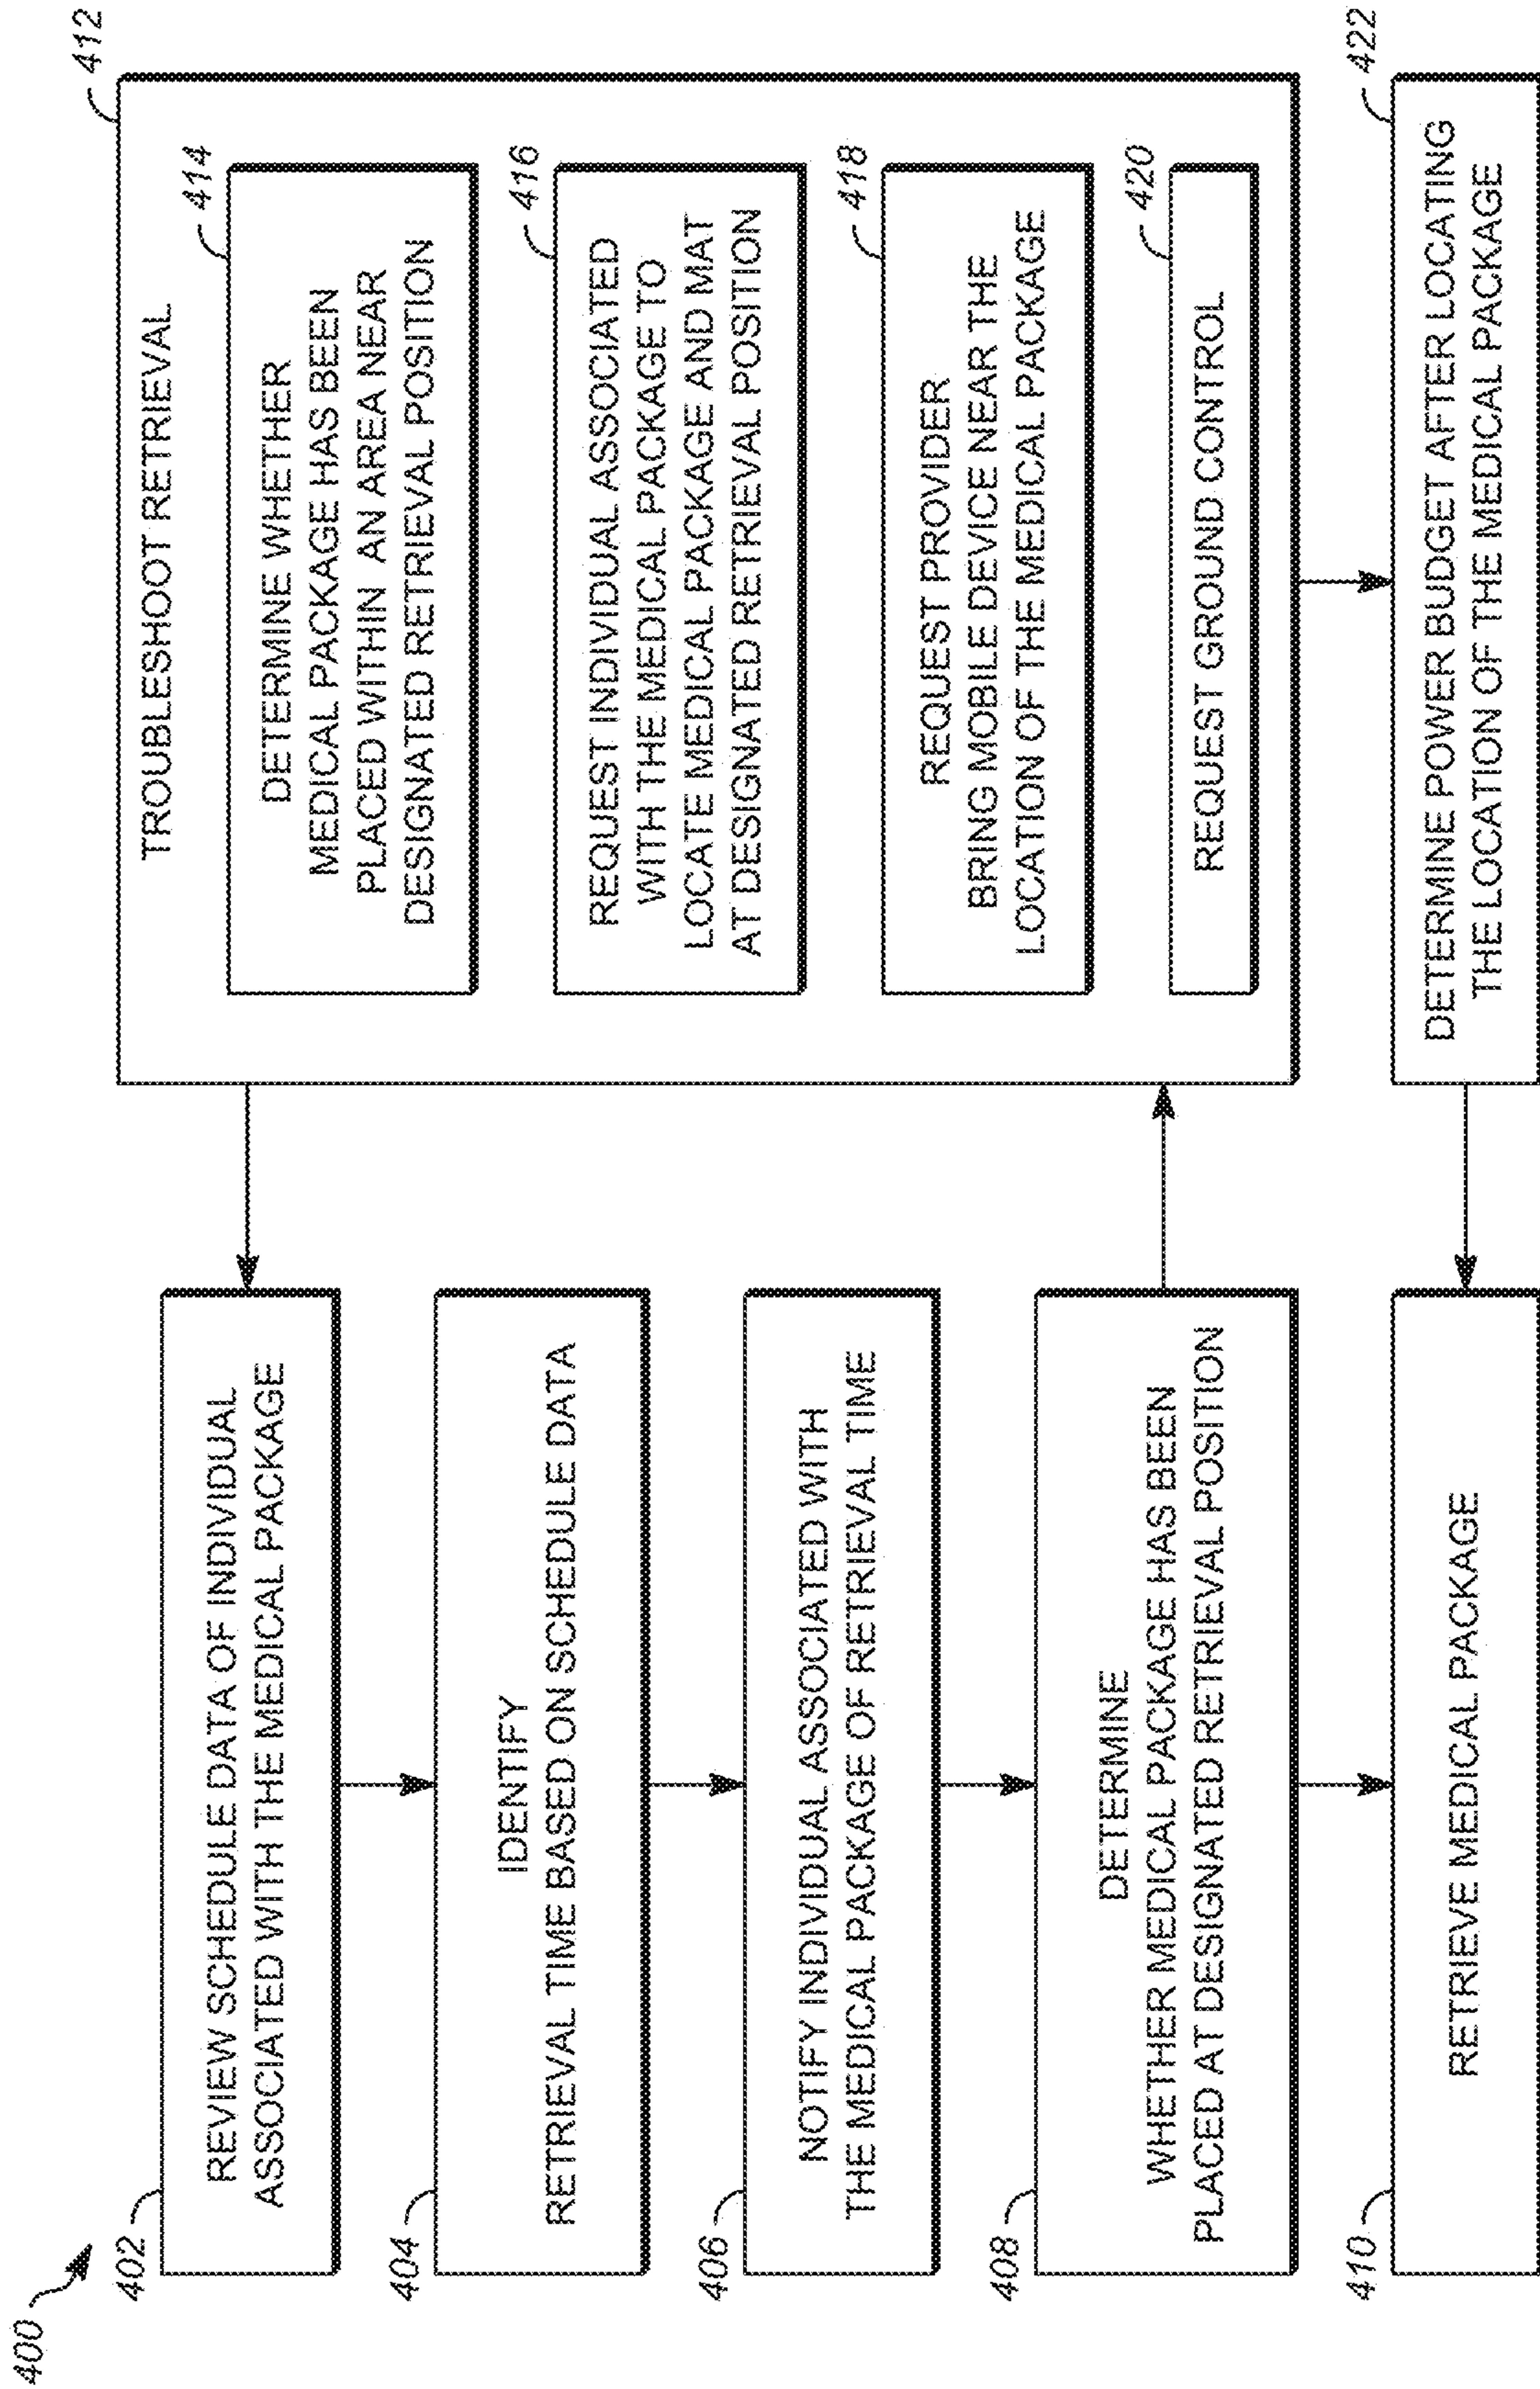 400
402
REVIEW SCHEDULE DATA OF INDIVIDUAL
ASSOCIATED WITH THE MEDICAL PACKAGE
404
IDENTIFY
RETRIEVAL TIME BASED ON SCHEDULE DATA
406
NOTIFY INDIVIDUAL ASSOCIATED WITH
THE MEDICAL PACKAGE OF RETRIEVAL TIME
408
DETERMINE
WHETHER MEDICAL PACKAGE HAS BEEN
PLACED AT DESIGNATED RETRIEVAL POSITION
410
RETRIEVE MEDICAL PACKAGE
412
TROUBLESHOOT RETRIEVAL
414
DETERMINE WHETHER
MEDICAL PACKAGE HAS BEEN
PLACED WITHIN AN AREA NEAR
DESIGNATED RETRIEVAL POSITION
416
REQUEST INDIVIDUAL ASSOCIATED
WITH THE MEDICAL PACKAGE TO
LOCATE MEDICAL PACKAGE AND MAT
AT DESIGNATED RETRIEVAL POSITION
418
REQUEST PROVIDER
BRING MOBILE DEVICE NEAR THE
LOCATION OF THE MEDICAL PACKAGE
420
REQUEST GROUND CONTROL
422
DETERMINE POWER BUDGET AFTER LOCATING
THE LOCATION OF THE MEDICAL PACKAGE